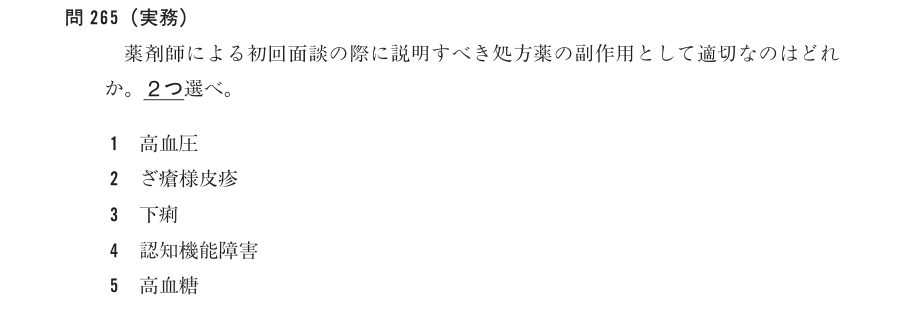 問 265（実務）
薬剤師による初回面談の際に説明すべき処方薬の副作用として適切なのはどれ
か。２つ選べ。
1 高血圧
2 ざ瘡様皮疹
3 下痢
4 認知機能障害
5 高血糖